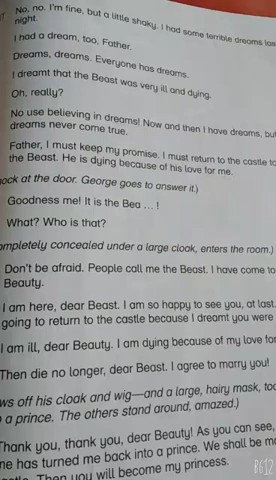 No, no. I'm fine, but a little shaky. I had some terrible dreams
night.
I had a dream, too, Father.
Dreams, dreams. Everyone has dreams.
I dreamt that the Beast was very ill and dying.
Oh, really?
No use believing in dreams! Now and then I have dreams, but
dreams never come true.
Father, I must keep my promise. I must return to the castle to
the Beast. He is dying because of his love for me.
ock at the door. George goes to answer it.)
Goodness me! It is the Bea ... !
What? Who is that?
ompletely concealed under a large cloak, enters the room.)
Don't be afraid. People call me the Beast. I have come to
Beauty.
I am here, dear Beast. I am so happy to see you, at last.
going to return to the castle because I dreamt you were
I am ill, dear Beauty. I am dying because of my love for
Then die no longer, dear Beast. I agree to marry you!
ws off his cloak and wig—and a large, hairy mask, too
a prince. The others stand around, amazed.)
Thank you, thank you, dear Beauty! As you can see,
ne has turned me back into a prince. We shall be
Then you will become my princess.
B612